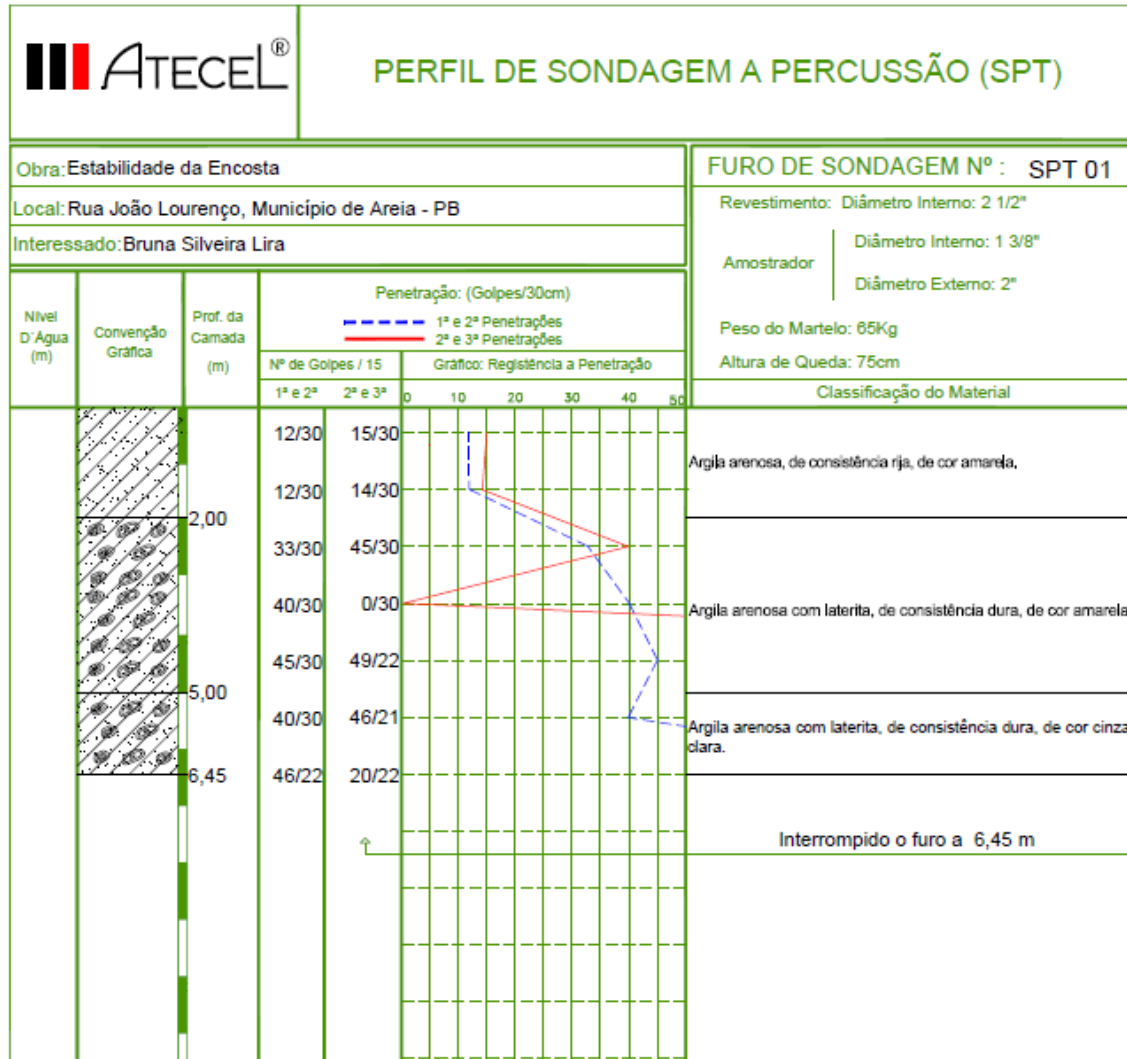 ATECEL®
PERFIL DE SONDAGEM A PERCUSSÃO (SPT)
Obra: Estabilidade da Encosta
Local: Rua João Lourenço, Município de Areia - PB
Interessado: Bruna Silveira Lira
FURO DE SONDAGEM Nº : SPT 01
Revestimento: Diâmetro Interno: 2 1/2"
Amostrador
Diâmetro Interno: 1 3/8"
Diâmetro Externo: 2"
Peso do Martelo: 65Kg
Altura de Queda: 75cm
Classificação do Material
Nível
D`Água
(m)
Convenção
Gráfica
Prof. da
Camada
(m)
Penetração: (Golpes/30cm)
1ª e 2ª Penetrações
2ª e 3ª Penetrações
Nº de Golpes / 15
Gráfico: Registência a Penetração
1ª e 2ª 2ª e 3ª
0 10 20 30 40 50
12/30 15/30
Argila arenosa, de consistência rija, de cor amarela,
12/30 14/30
2,00
33/30 45/30
40/30 0/30
Argila arenosa com laterita, de consistência dura, de cor amarela
45/30 49/22
5,00
40/30 46/21
Argila arenosa com laterita, de consistência dura, de cor cinza
clara.
6,45
46/22 20/22
Interrompido o furo a 6,45 m